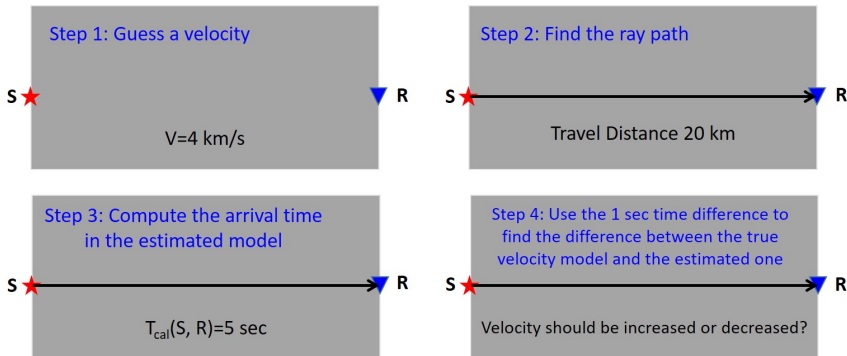 Step 1: Guess a velocity
S
R
V=4 km/s
Step 2: Find the ray path
S
R
Travel Distance 20 km
Step 3: Compute the arrival time
in the estimated model
S
R
Tcal(S, R)=5 sec
Step 4: Use the 1 sec time difference to
find the difference between the true
velocity model and the estimated one
S
R
Velocity should be increased or decreased?